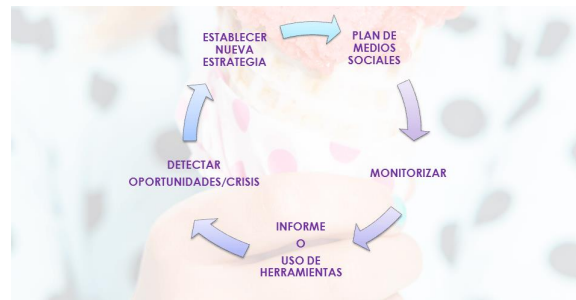 ESTABLECER
NUEVA
ESTRATEGIA
PLAN DE
MEDIOS
SOCIALES
MONITORIZAR
INFORME
O
USO DE
HERRAMIENTAS
DETECTAR
OPORTUNIDADES/CRISIS